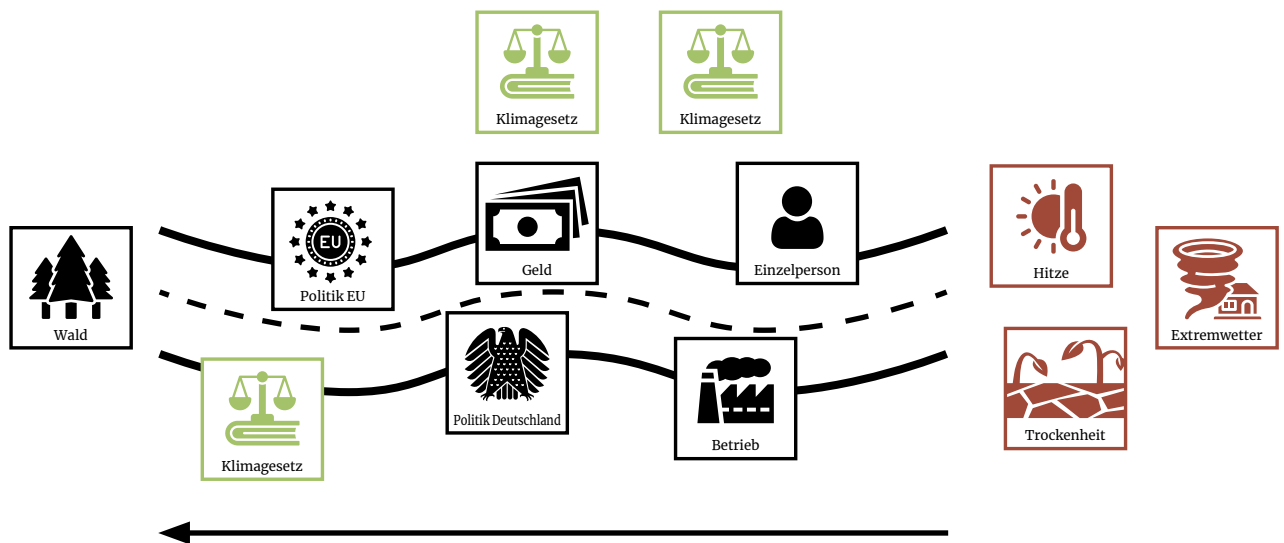 Klimagesetz
Klimagesetz
Wald
EU
Politik EU
Geld
Einzelperson
Hitze
Extremwetter
Klimagesetz
Politik Deutschland
Betrieb
Trockenheit